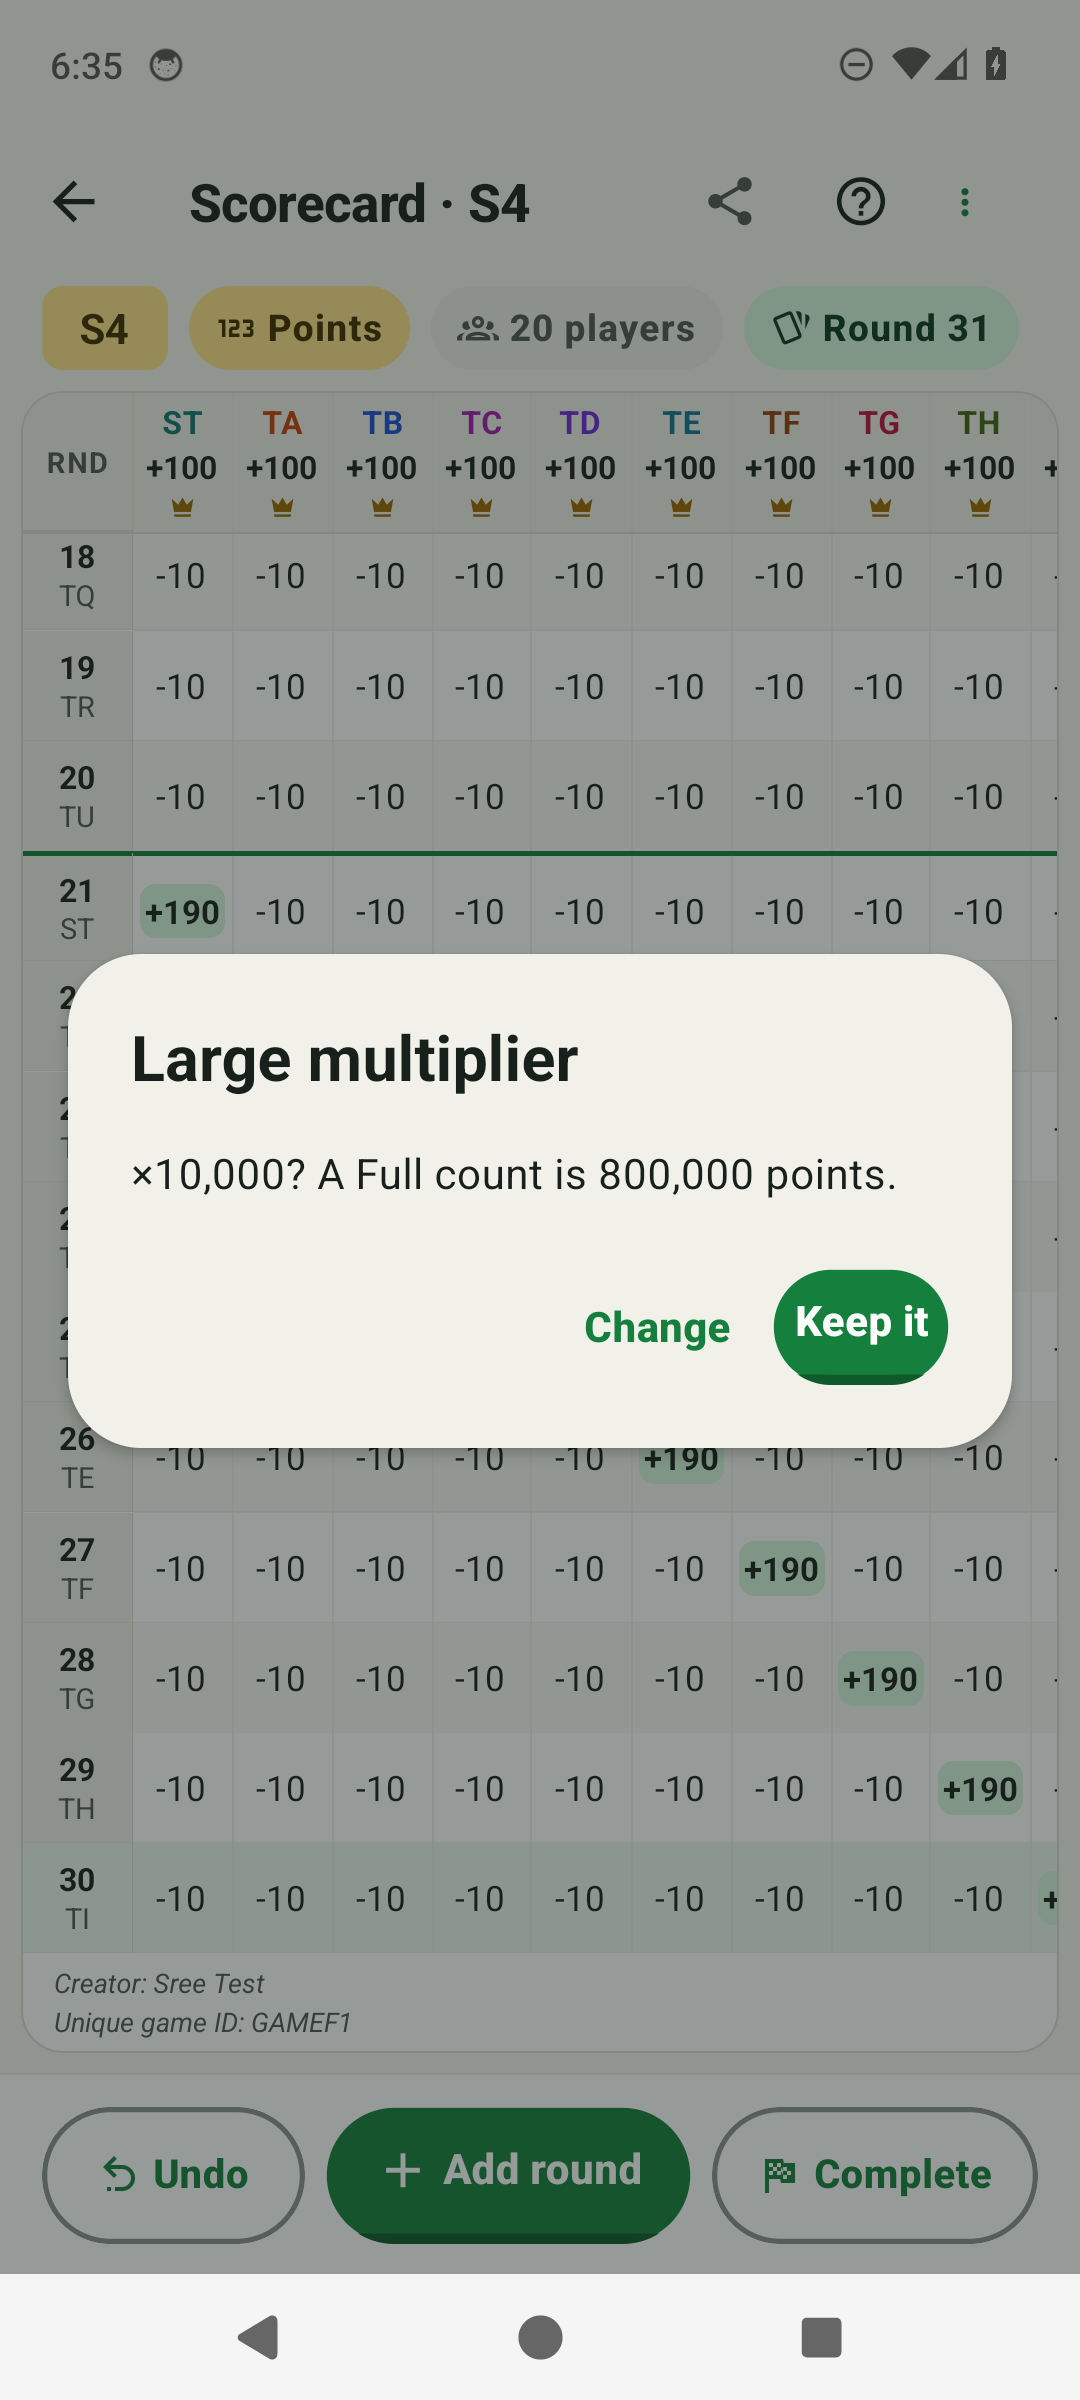 6:35
Scorecard · S4
S4 123 Points 20 players Round 31
ST TA TB TC TD TE TF TG TH
RND +100 +100 +100 +100 +100 +100 +100 +100 +100
18 -10 -10 -10 -10 -10 -10 -10 -10 -10
TQ
19 -10 -10 -10 -10 -10 -10 -10 -10 -10
TR
20 -10 -10 -10 -10 -10 -10 -10 -10 -10
TU
21 +190 -10 -10 -10 -10 -10 -10 -10 -10
ST
Large multiplier
×10,000? A Full count is 800,000 points.
Change Keep it
26 -10 -10 -10 -10 -10 +190 -10 -10 -10
TE
27 -10 -10 -10 -10 -10 -10 +190 -10 -10
TF
28 -10 -10 -10 -10 -10 -10 -10 +190 -10
TG
29 -10 -10 -10 -10 -10 -10 -10 -10 +190
TH
30 -10 -10 -10 -10 -10 -10 -10 -10 -10
TI
Creator: Sree Test
Unique game ID: GAMEF1
Undo + Add round Complete